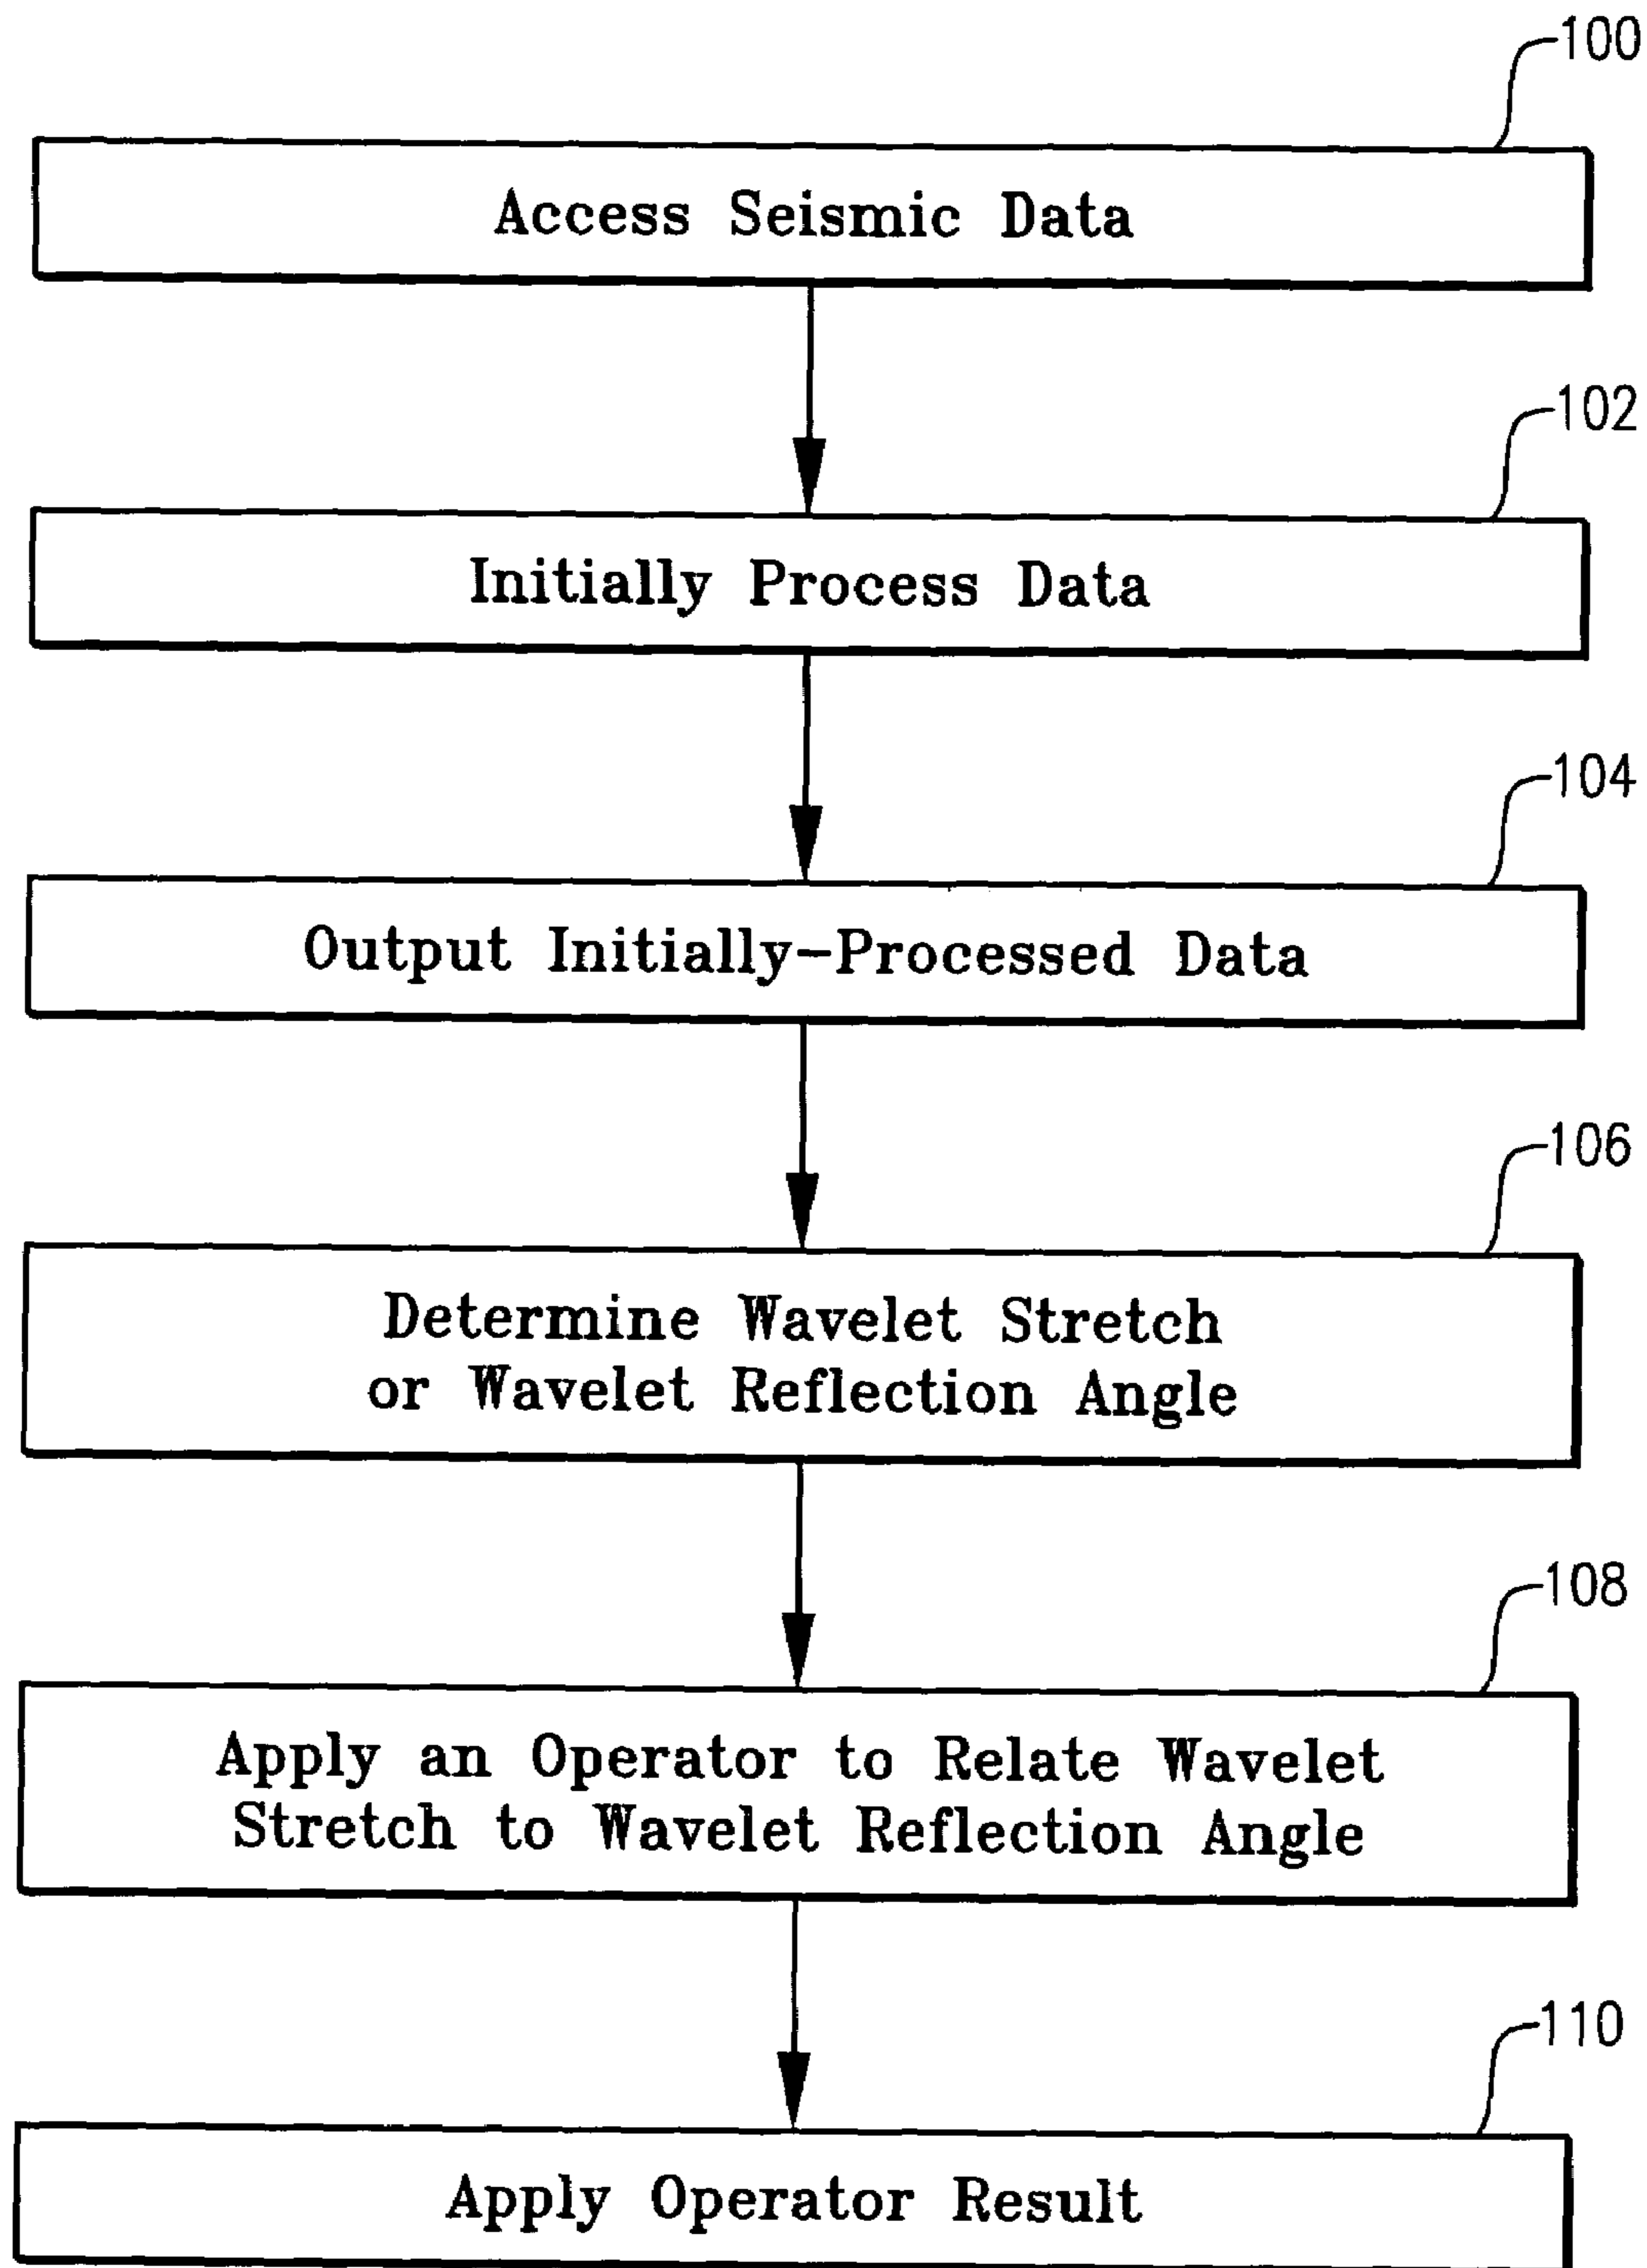 100
Access Seismic Data
102
Initially Process Data
104
Output Initially-Processed Data
106
Determine Wavelet Stretch
or Wavelet Reflection Angle
108
Apply an Operator to Relate Wavelet
Stretch to Wavelet Reflection Angle
110
Apply Operator Result